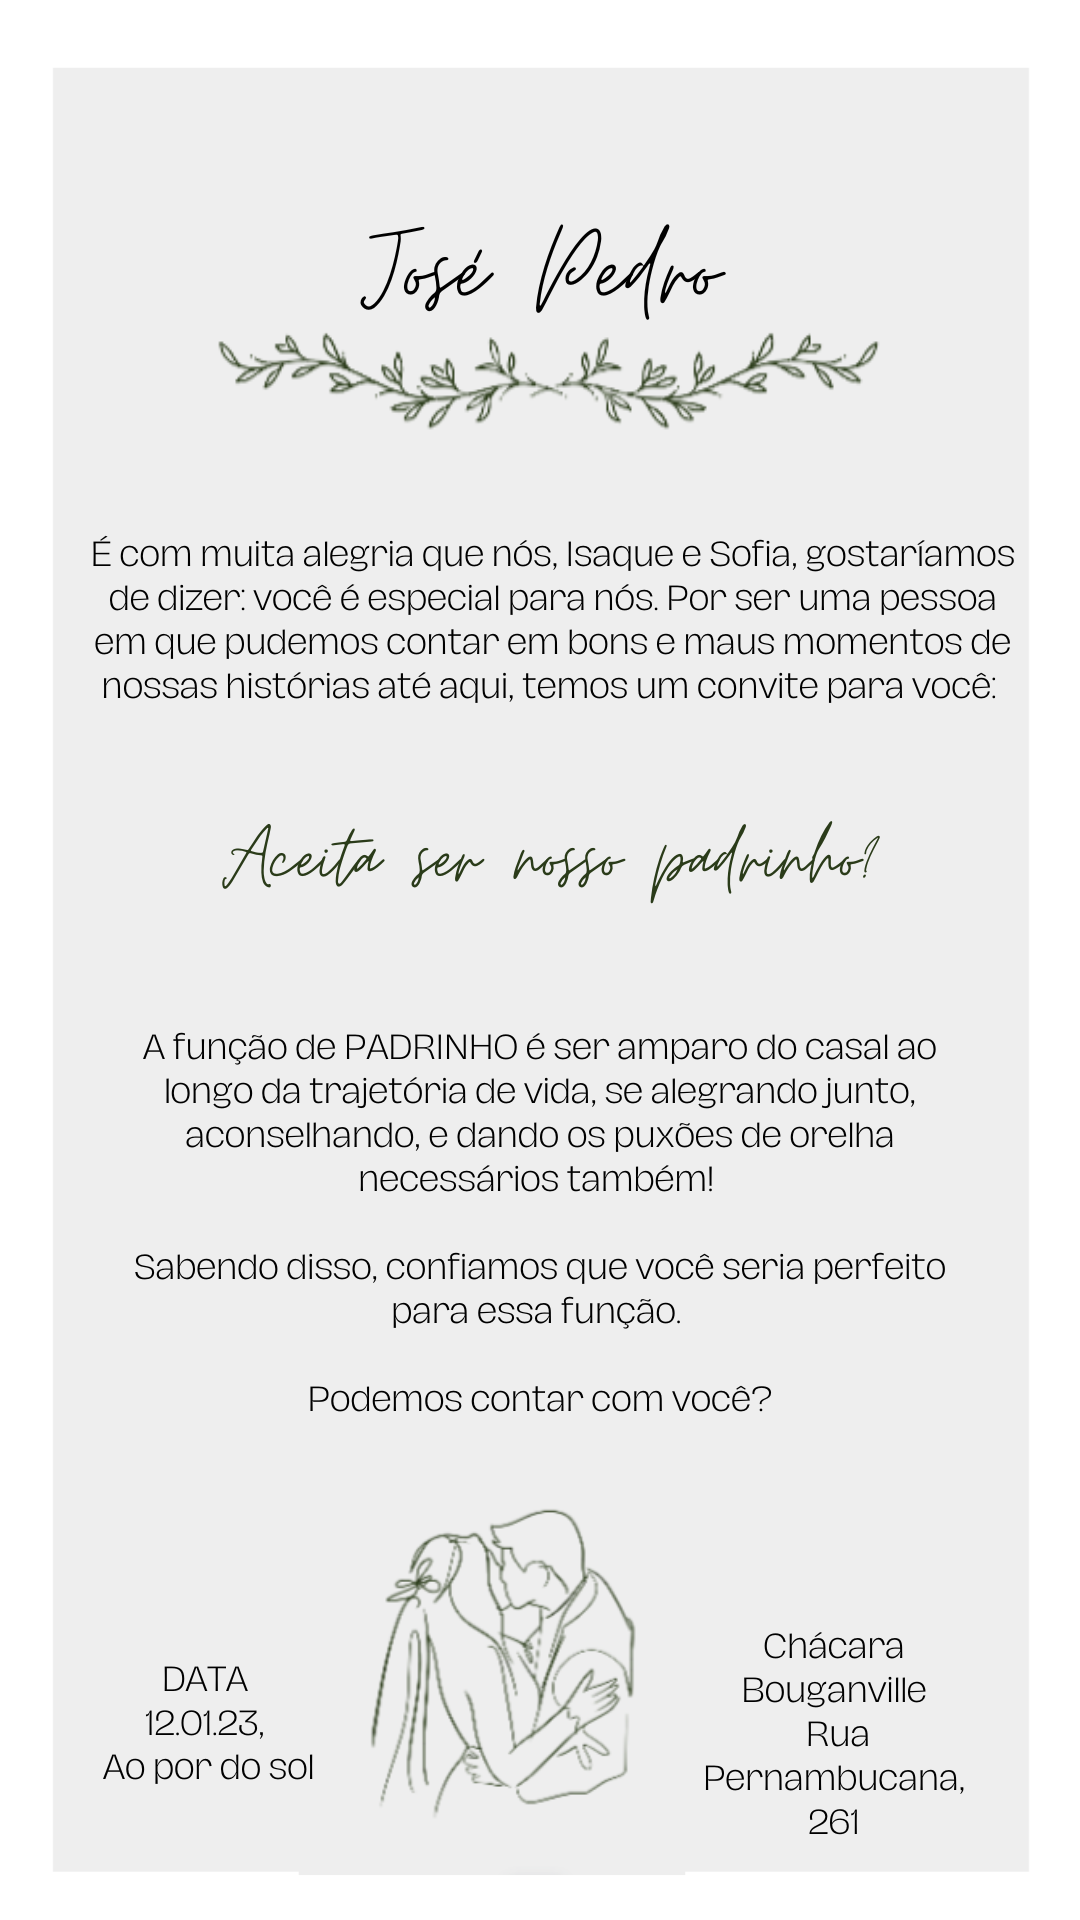 José Pedro
É com muita alegria que nós, Isaque e Sofia, gostaríamos
de dizer: você é especial para nós. Por ser uma pessoa
em que pudemos contar em bons e maus momentos de
nossas histórias até aqui, temos um convite para você:
Aceita ser nosso padrinho?
A função de PADRINHO é ser amparo do casal ao
longo da trajetória de vida, se alegrando junto,
aconselhando, e dando os puxões de orelha
necessários também!
Sabendo disso, confiamos que você seria perfeito
para essa função.
Podemos contar com você?
DATA
12.01.23,
Ao por do sol
Chácara
Bouganville
Rua
Pernambucana,
261